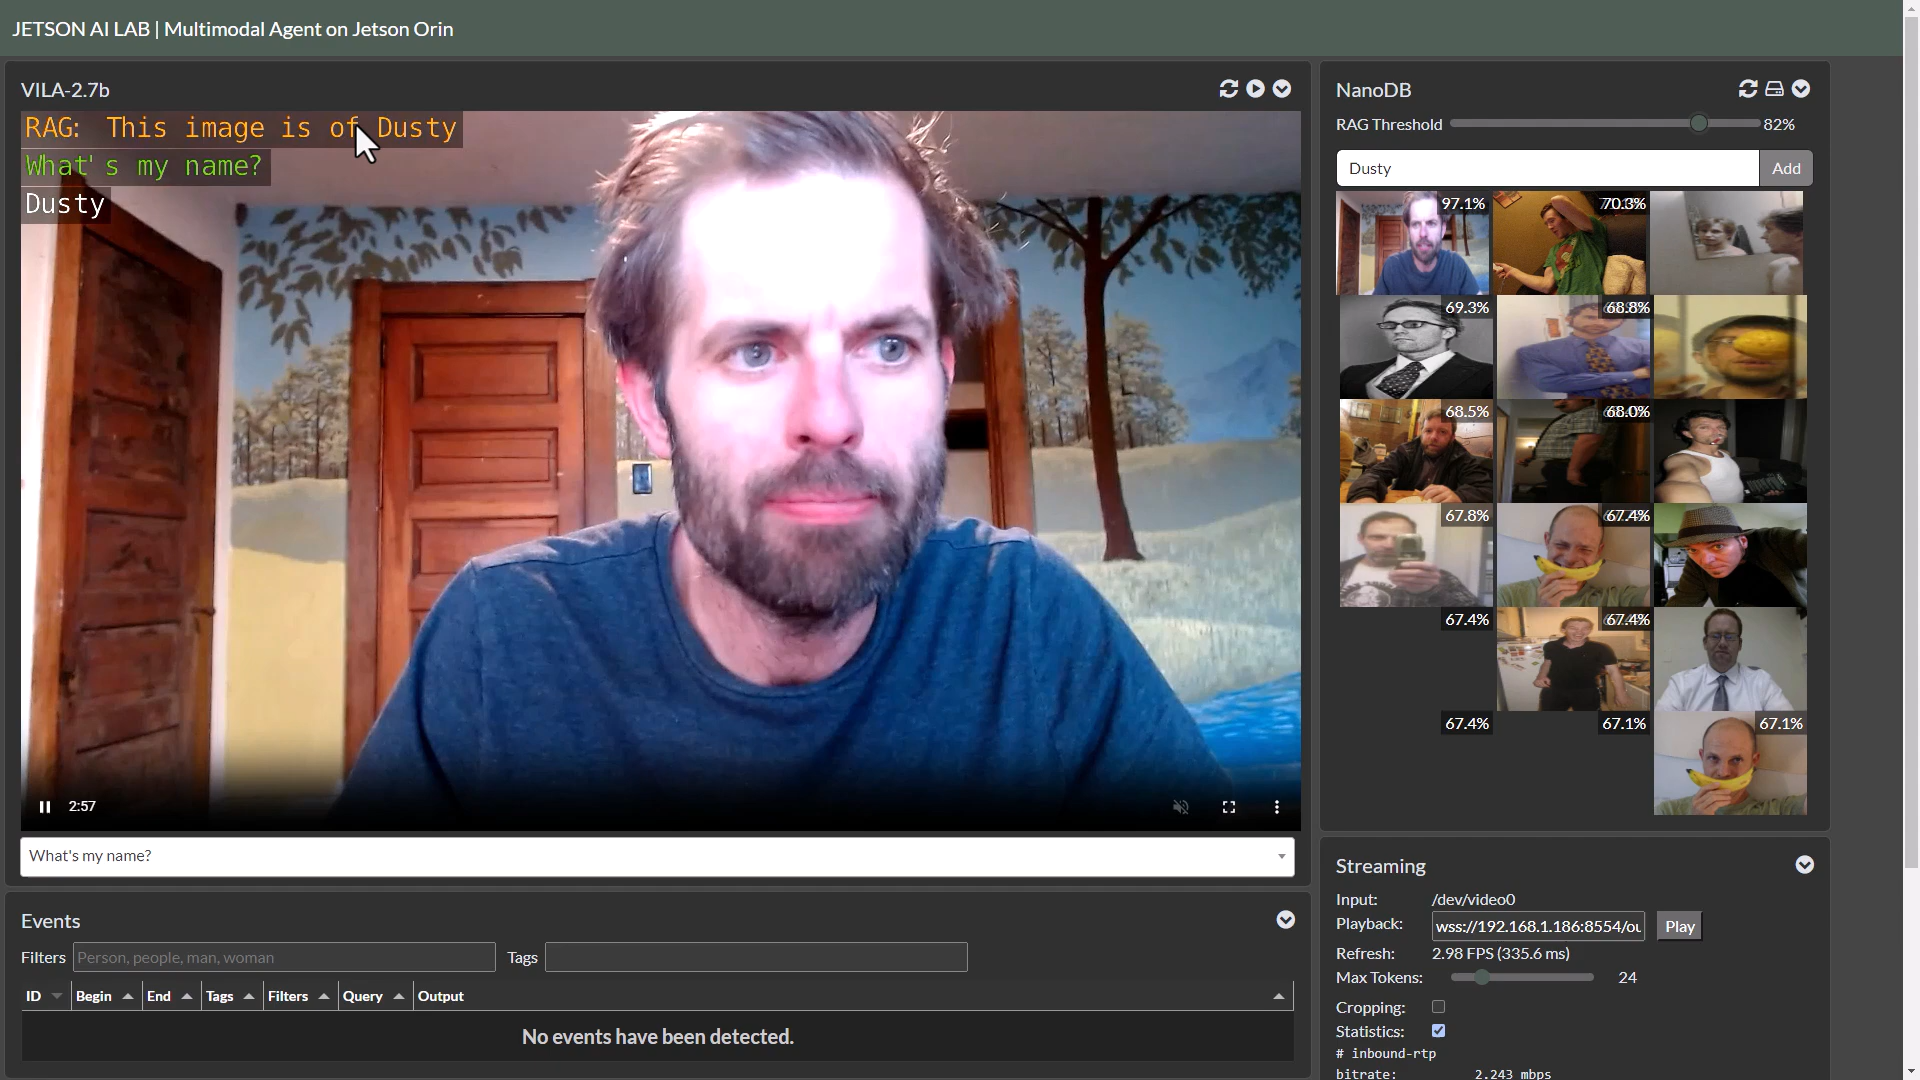 JETSON AI LAB | Multimodal Agent on Jetson Orin
VILA-2.7b
RAG: This image is of Dusty
What's my name?
Dusty
2:57
What's my name?
Events
Filters Person, people, man, woman Tags
ID Begin End Tags Filters Query Output
No events have been detected.
NanoDB
RAG Threshold 82%
Dusty Add
97.1% 70.3%
69.3% 68.8%
68.5% 68.0%
67.8% 67.4%
67.4% 67.4%
67.4% 67.1% 67.1%
Streaming
Input: /dev/video0
Playback: wss://192.168.1.186:8554/ou Play
Refresh: 2.98 FPS (335.6 ms)
Max Tokens: 24
Cropping:
Statistics:
# inbound-rtp
bitrate: 2.243 mbps